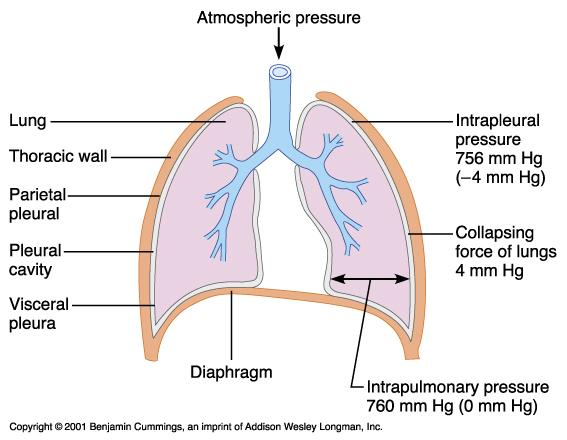 Atmospheric pressure
Lung
Thoracic wall
Parietal
pleural
Pleural
cavity
Visceral
pleura
Diaphragm
Intrapleural
pressure
756 mm Hg
(−4 mm Hg)
Collapsing
force of lungs
4 mm Hg
Intrapulmonary pressure
760 mm Hg (0 mm Hg)
Copyright © 2001 Benjamin Cummings, an imprint of Addison Wesley Longman, Inc.